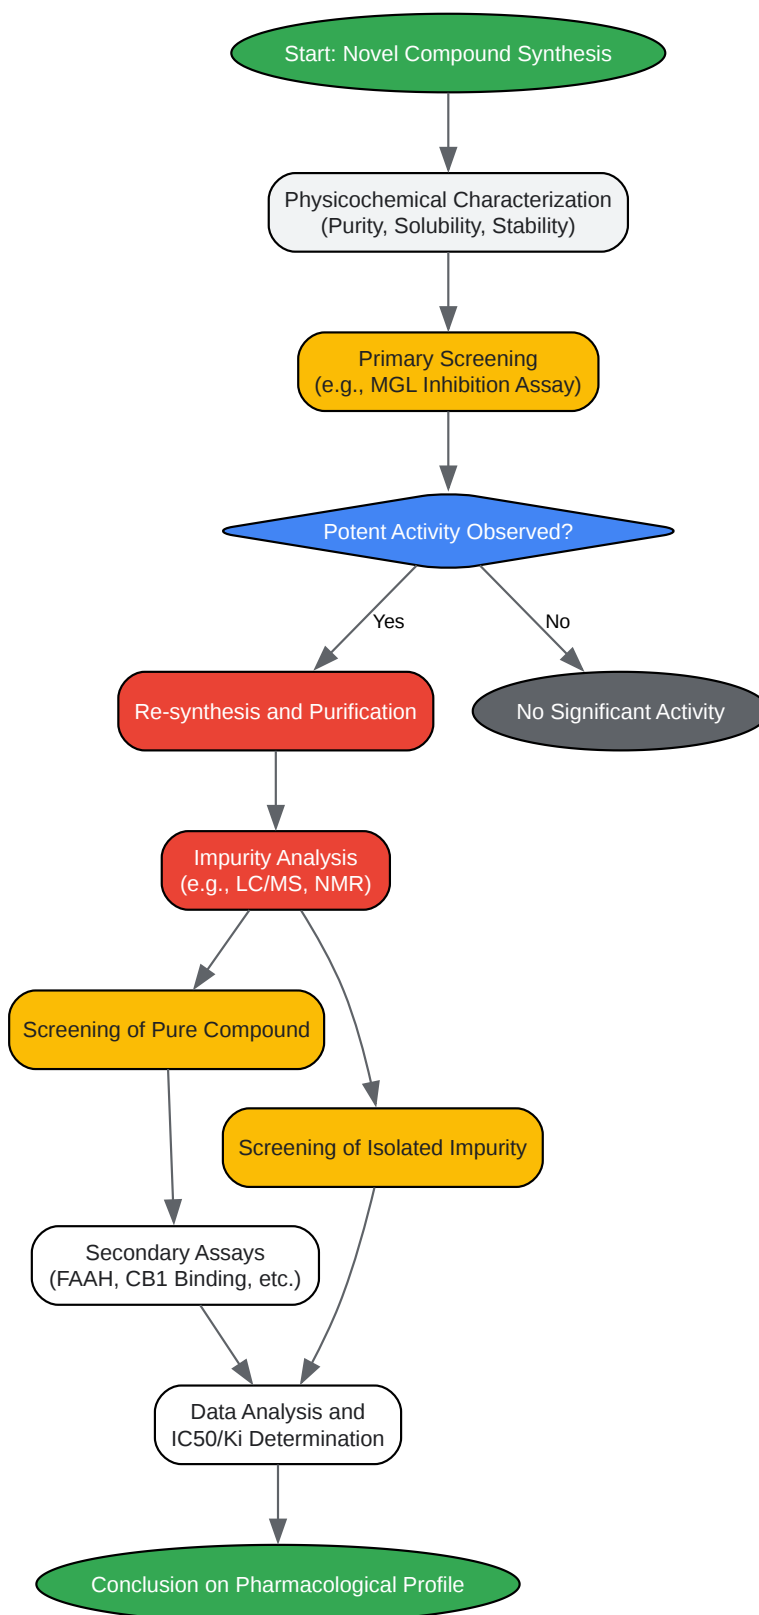 Start: Novel Compound Synthesis
Physicochemical Characterization
(Purity, Solubility, Stability)
Primary Screening
(e.g., MGL Inhibition Assay)
Potent Activity Observed?
Yes
No
Re-synthesis and Purification
No Significant Activity
Impurity Analysis
(e.g., LC/MS, NMR)
Screening of Pure Compound
Screening of Isolated Impurity
Secondary Assays
(FAAH, CB1 Binding, etc.)
Data Analysis and
IC50/Ki Determination
Conclusion on Pharmacological Profile